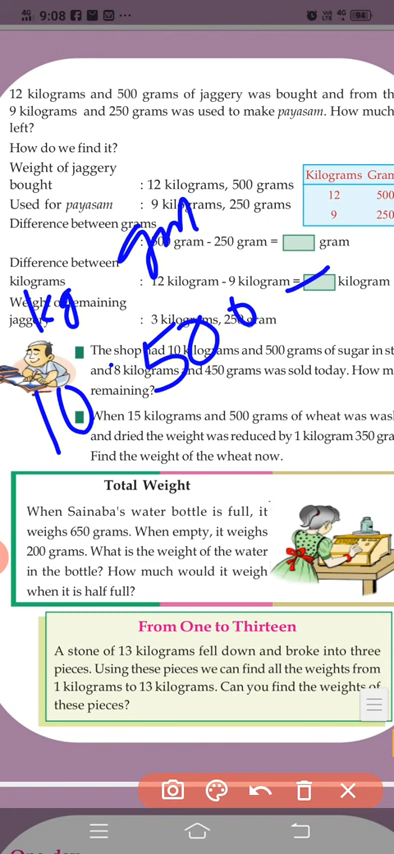 4G 9:08
4G 94
12 kilograms and 500 grams of jaggery was bought and from th
9 kilograms and 250 grams was used to make payasam. How much
left?
How do we find it?
Weight of jaggery
bought : 12 kilograms, 500 grams
Used for payasam : 9 kilograms, 250 grams
Kilograms Gram
12 500
9 250
Difference between grams
: 500 gram - 250 gram = gram
Difference between
kilograms : 12 kilogram - 9 kilogram = kilogram
Weight of remaining
jaggery : 3 kilograms, 250 gram
kg gram
10 . 500
The shop had 10 kilograms and 500 grams of sugar in st
and 8 kilograms and 450 grams was sold today. How m
remaining?
When 15 kilograms and 500 grams of wheat was was
and dried the weight was reduced by 1 kilogram 350 gra
Find the weight of the wheat now.
Total Weight
When Sainaba's water bottle is full, it
weighs 650 grams. When empty, it weighs
200 grams. What is the weight of the water
in the bottle? How much would it weigh
when it is half full?
From One to Thirteen
A stone of 13 kilograms fell down and broke into three
pieces. Using these pieces we can find all the weights from
1 kilograms to 13 kilograms. Can you find the weights of
these pieces?